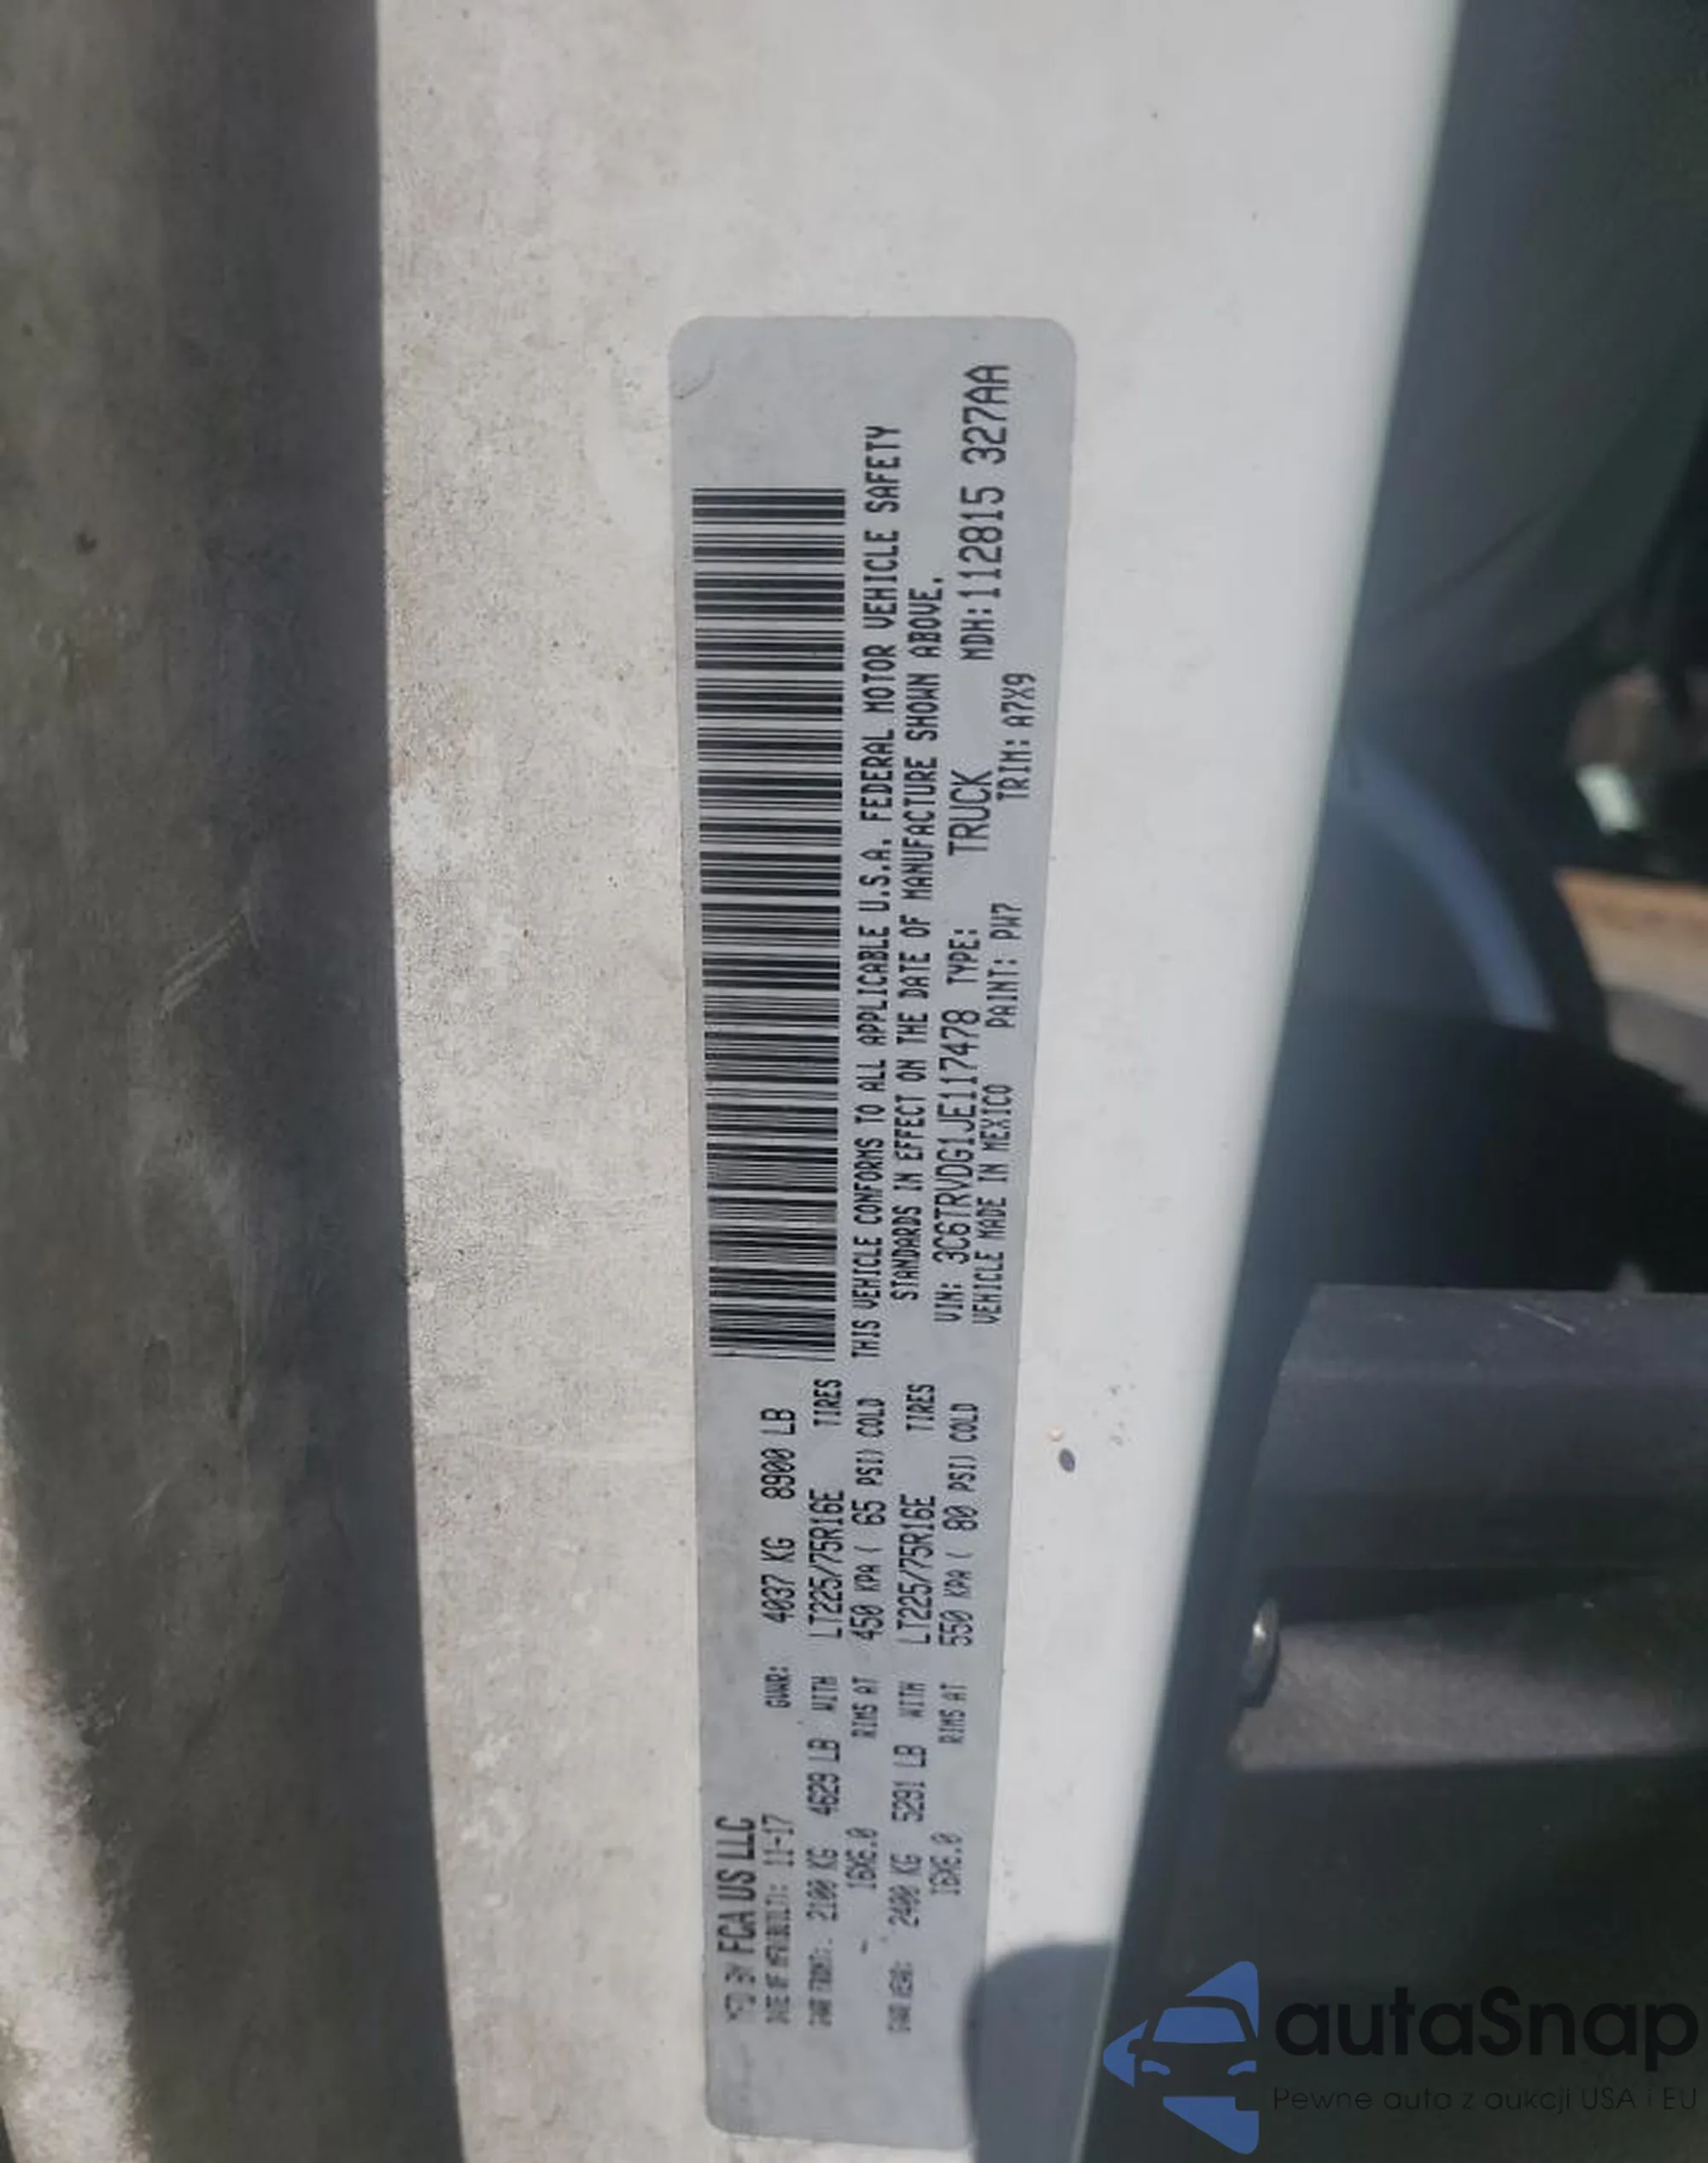 MFD BY FCA US LLC
DATE OF MFR(BUILT): 11-17 GVWR: 4037 KG 8900 LB
GAWR FRONT: 2100 KG 4629 LB WITH LT225/75R16E TIRES
16X6.0 RIMS AT 450 KPA ( 65 PSI) COLD
GAWR REAR: 2400 KG 5291 LB WITH LT225/75R16E TIRES
16X6.0 RIMS AT 550 KPA ( 80 PSI) COLD
THIS VEHICLE CONFORMS TO ALL APPLICABLE U.S.A. FEDERAL MOTOR VEHICLE SAFETY
STANDARDS IN EFFECT ON THE DATE OF MANUFACTURE SHOWN ABOVE.
VIN: 3C6TRVDG1JE117478 TYPE: TRUCK MDH:112815 327AA
VEHICLE MADE IN MEXICO PAINT: PW7 TRIM: A7X9
autaSnap
Pewne auta z aukcji USA i EU